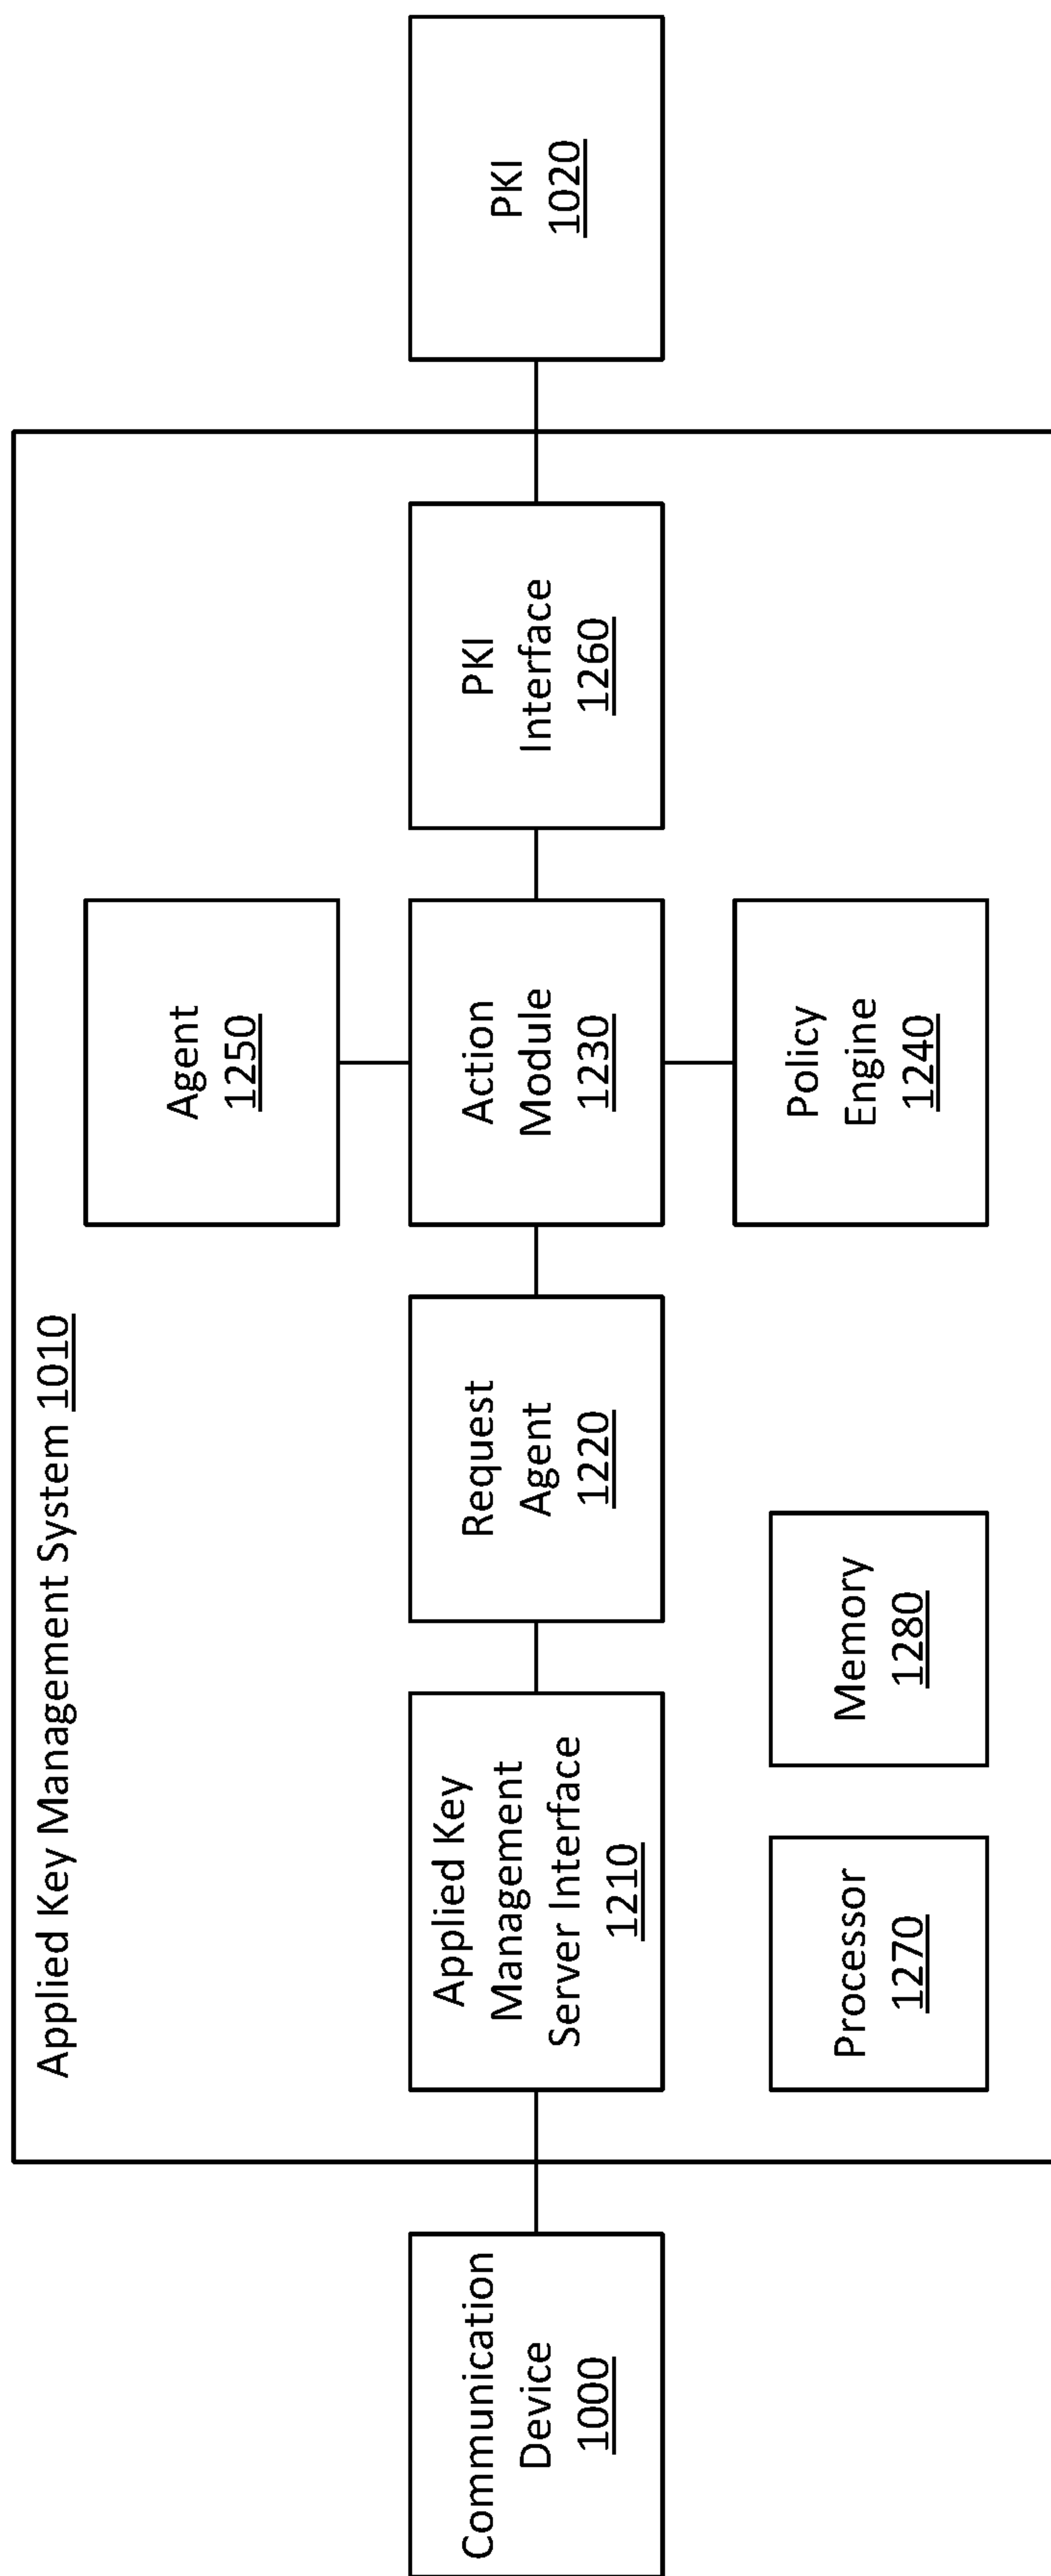 Applied Key Management System 1010
Communication
Device
1000
Applied Key
Management
Server Interface
1210
Request
Agent
1220
Agent
1250
Action
Module
1230
Policy
Engine
1240
PKI
Interface
1260
PKI
1020
Processor
1270
Memory
1280